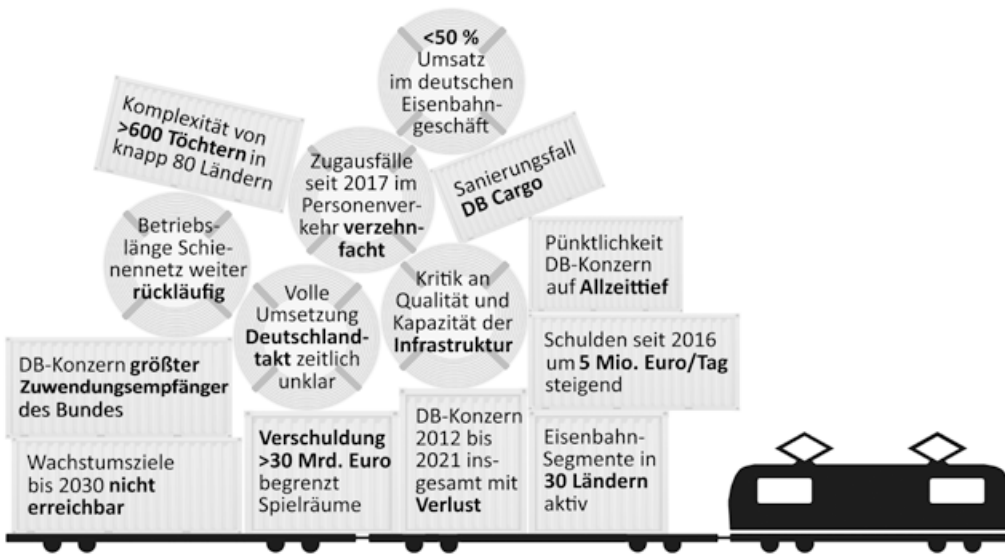 <50 %
Umsatz
im deutschen
Eisenbahn-
geschäft
Komplexität von
>600 Töchtern in
knapp 80 Ländern
Zugausfälle
seit 2017 im
Personenver-
kehr verzehn-
facht
Sanierungsfall
DB Cargo
Betriebs-
länge Schie-
nennetz weiter
rückläufig
Volle
Umsetzung
Deutschland-
takt zeitlich
unklar
Kritik an
Qualität und
Kapazität der
Infrastruktur
Pünktlichkeit
DB-Konzern
auf Allzeittief
DB-Konzern größter
Zuwendungsempfänger
des Bundes
Schulden seit 2016
um 5 Mio. Euro/Tag
steigend
Wachstumsziele
bis 2030 nicht
erreichbar
Verschuldung
>30 Mrd. Euro
begrenzt
Spielräume
DB-Konzern
2012 bis
2021 ins-
gesamt mit
Verlust
Eisenbahn-
Segmente in
30 Ländern
aktiv